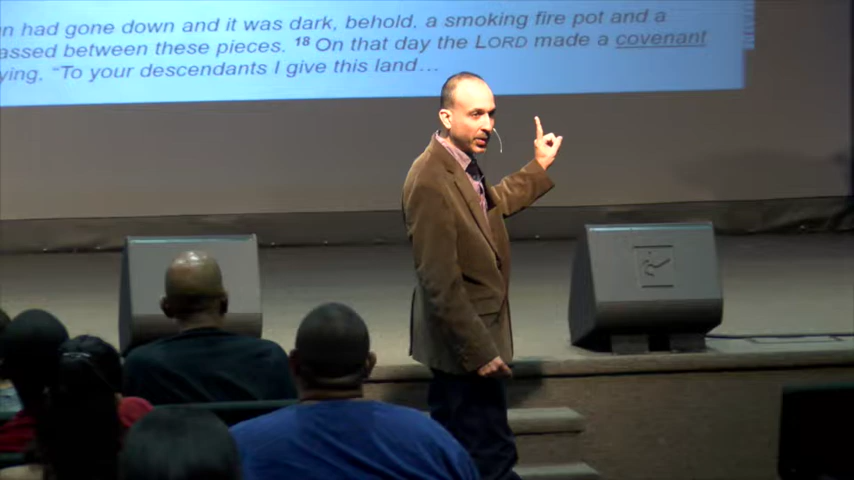 had gone down and it was dark, behold. a smoking fire pot and a
assed between these pieces. 18 On that day the LORD made a covenant
ying, "To your descendants I give this land,…